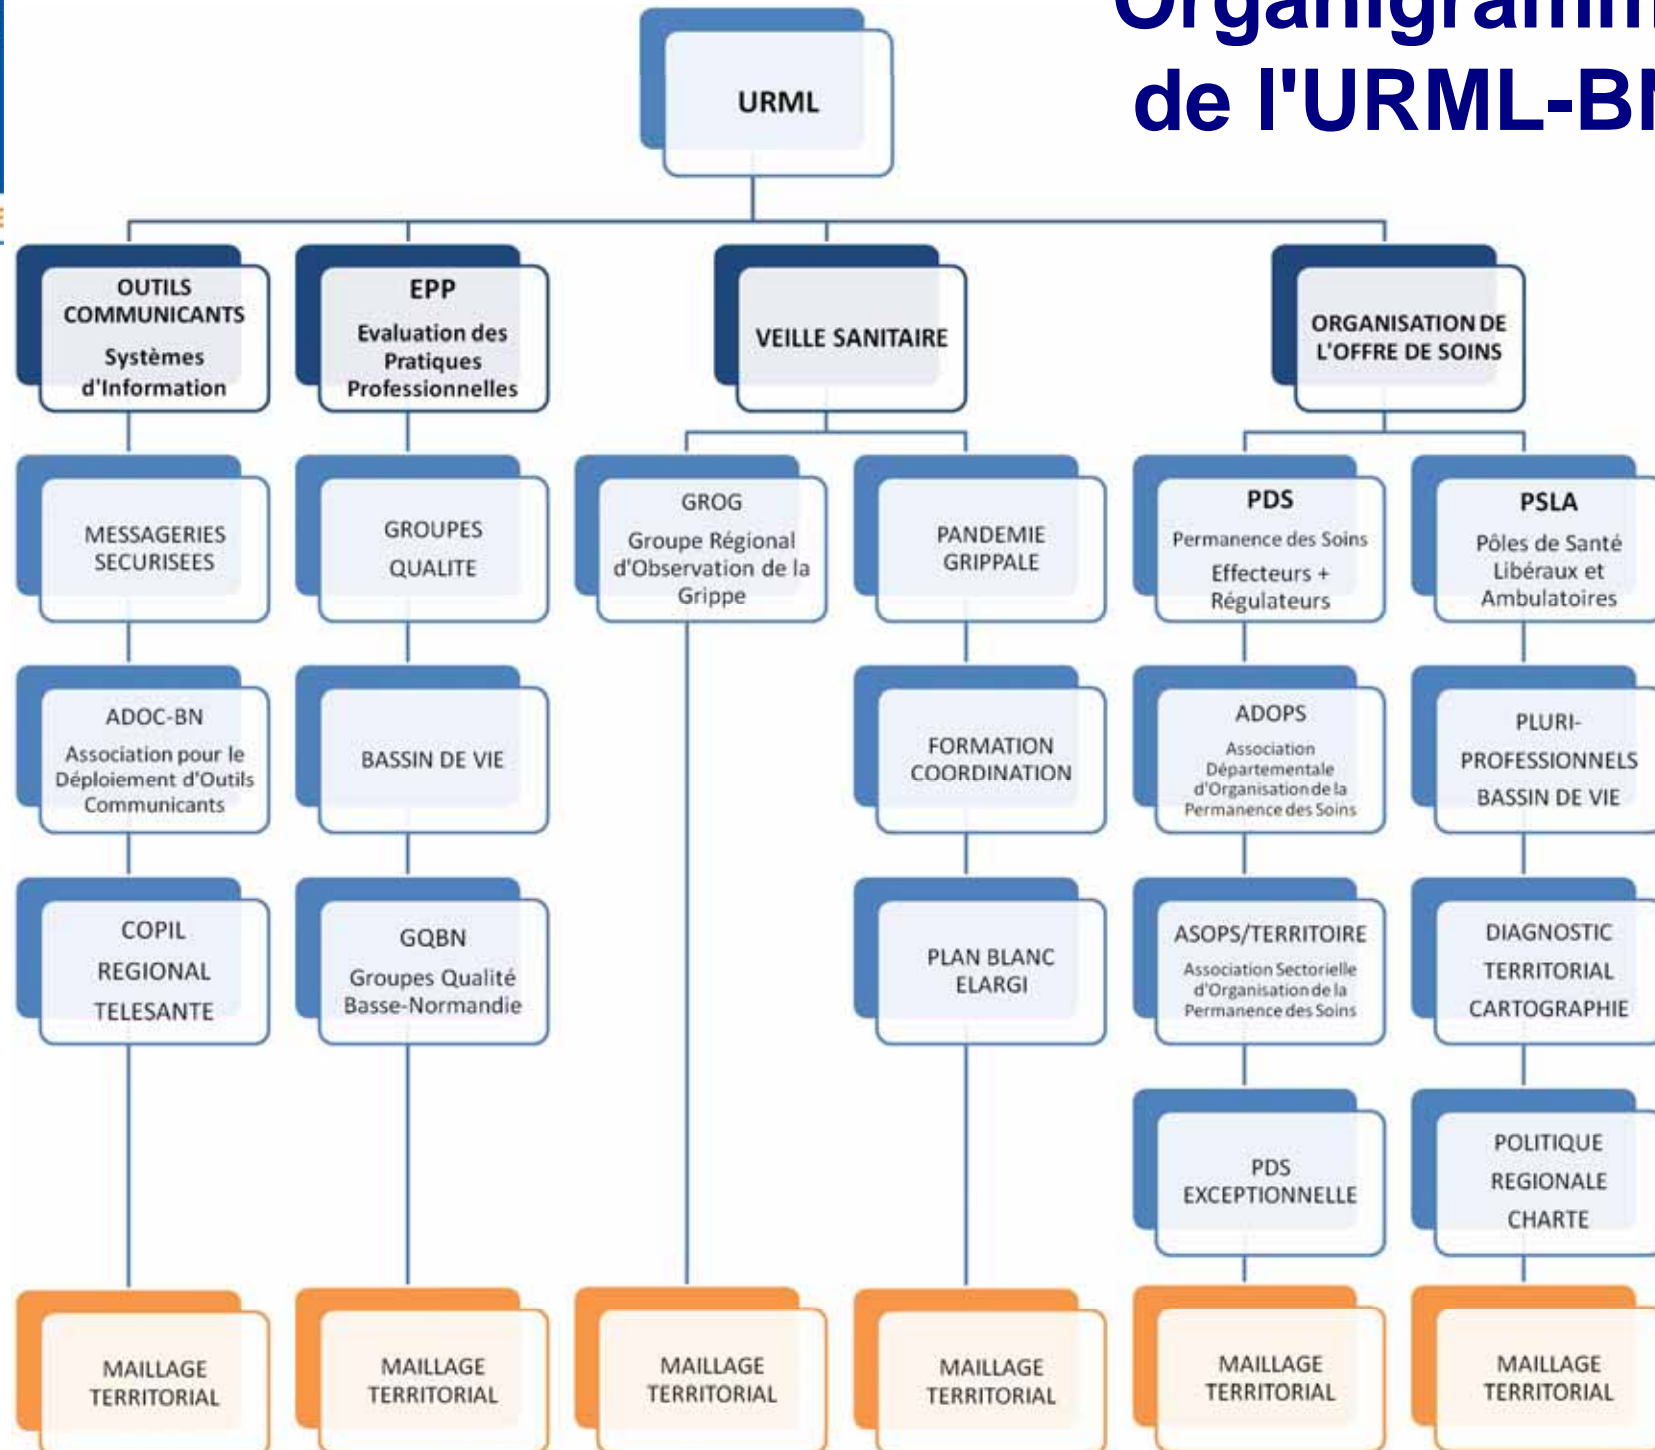 Organigramm
de l'URML-BN
URML
OUTILS
COMMUNICANTS
Systèmes
d'Information
EPP
Evaluation des
Pratiques
Professionnelles
VEILLE SANITAIRE
ORGANISATION DE
L'OFFRE DE SOINS
MESSAGERIES
SECURISEES
GROUPES
QUALITE
GROG
Groupe Régional
d'Observation de la
Grippe
PANDEMIE
GRIPPALE
PDS
Permanence des Soins
Effecteurs +
Régulateurs
PSLA
Pôles de Santé
Libéraux et
Ambulatoires
ADOC-BN
Association pour le
Déploiement d'Outils
Communicants
BASSIN DE VIE
FORMATION
COORDINATION
ADOPS
Association
Départementale
d'Organisation de la
Permanence des Soins
PLURI-
PROFESSIONNELS
BASSIN DE VIE
COPIL
REGIONAL
TELESANTE
GQBN
Groupes Qualité
Basse-Normandie
PLAN BLANC
ELARGI
ASOPS/TERRITOIRE
Association Sectorielle
d'Organisation de la
Permanence des Soins
DIAGNOSTIC
TERRITORIAL
CARTOGRAPHIE
PDS
EXCEPTIONNELLE
POLITIQUE
REGIONALE
CHARTE
MAILLAGE
TERRITORIAL
MAILLAGE
TERRITORIAL
MAILLAGE
TERRITORIAL
MAILLAGE
TERRITORIAL
MAILLAGE
TERRITORIAL
MAILLAGE
TERRITORIAL